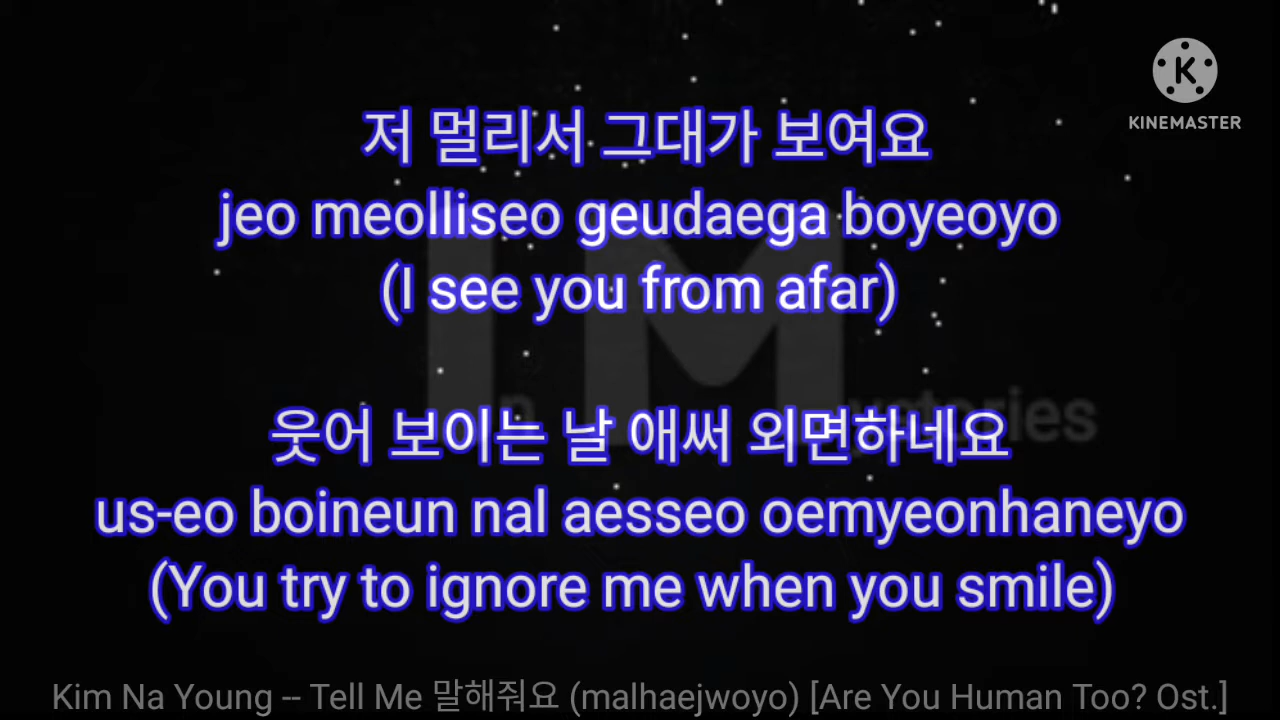 KINEMASTER
저 멀리서 그대가 보여요
jeo meolliseo geudaega boyeoyo
(I see you from afar)
웃어 보이는 날 애써 외면하네요
us-eo boineun nal aesseo oemyeonhaneyo
(You try to ignore me when you smile)
Kim Na Young -- Tell Me 말해줘요 (malhaejwoyo) [Are You Human Too? Ost.]